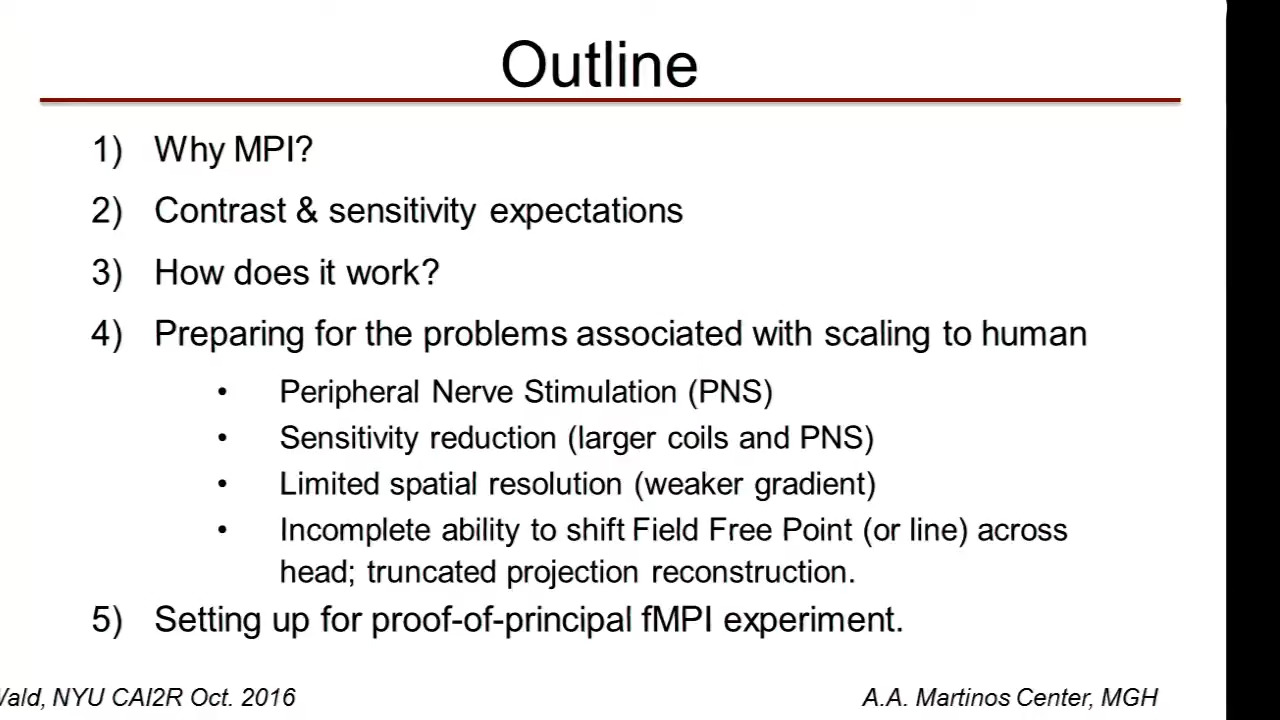 Outline
1) Why MPI?
2) Contrast & sensitivity expectations
3) How does it work?
4) Preparing for the problems associated with scaling to human
• Peripheral Nerve Stimulation (PNS)
• Sensitivity reduction (larger coils and PNS)
• Limited spatial resolution (weaker gradient)
• Incomplete ability to shift Field Free Point (or line) across
head; truncated projection reconstruction.
5) Setting up for proof-of-principal fMPI experiment.
Wald, NYU CAI2R Oct. 2016
A.A. Martinos Center, MGH